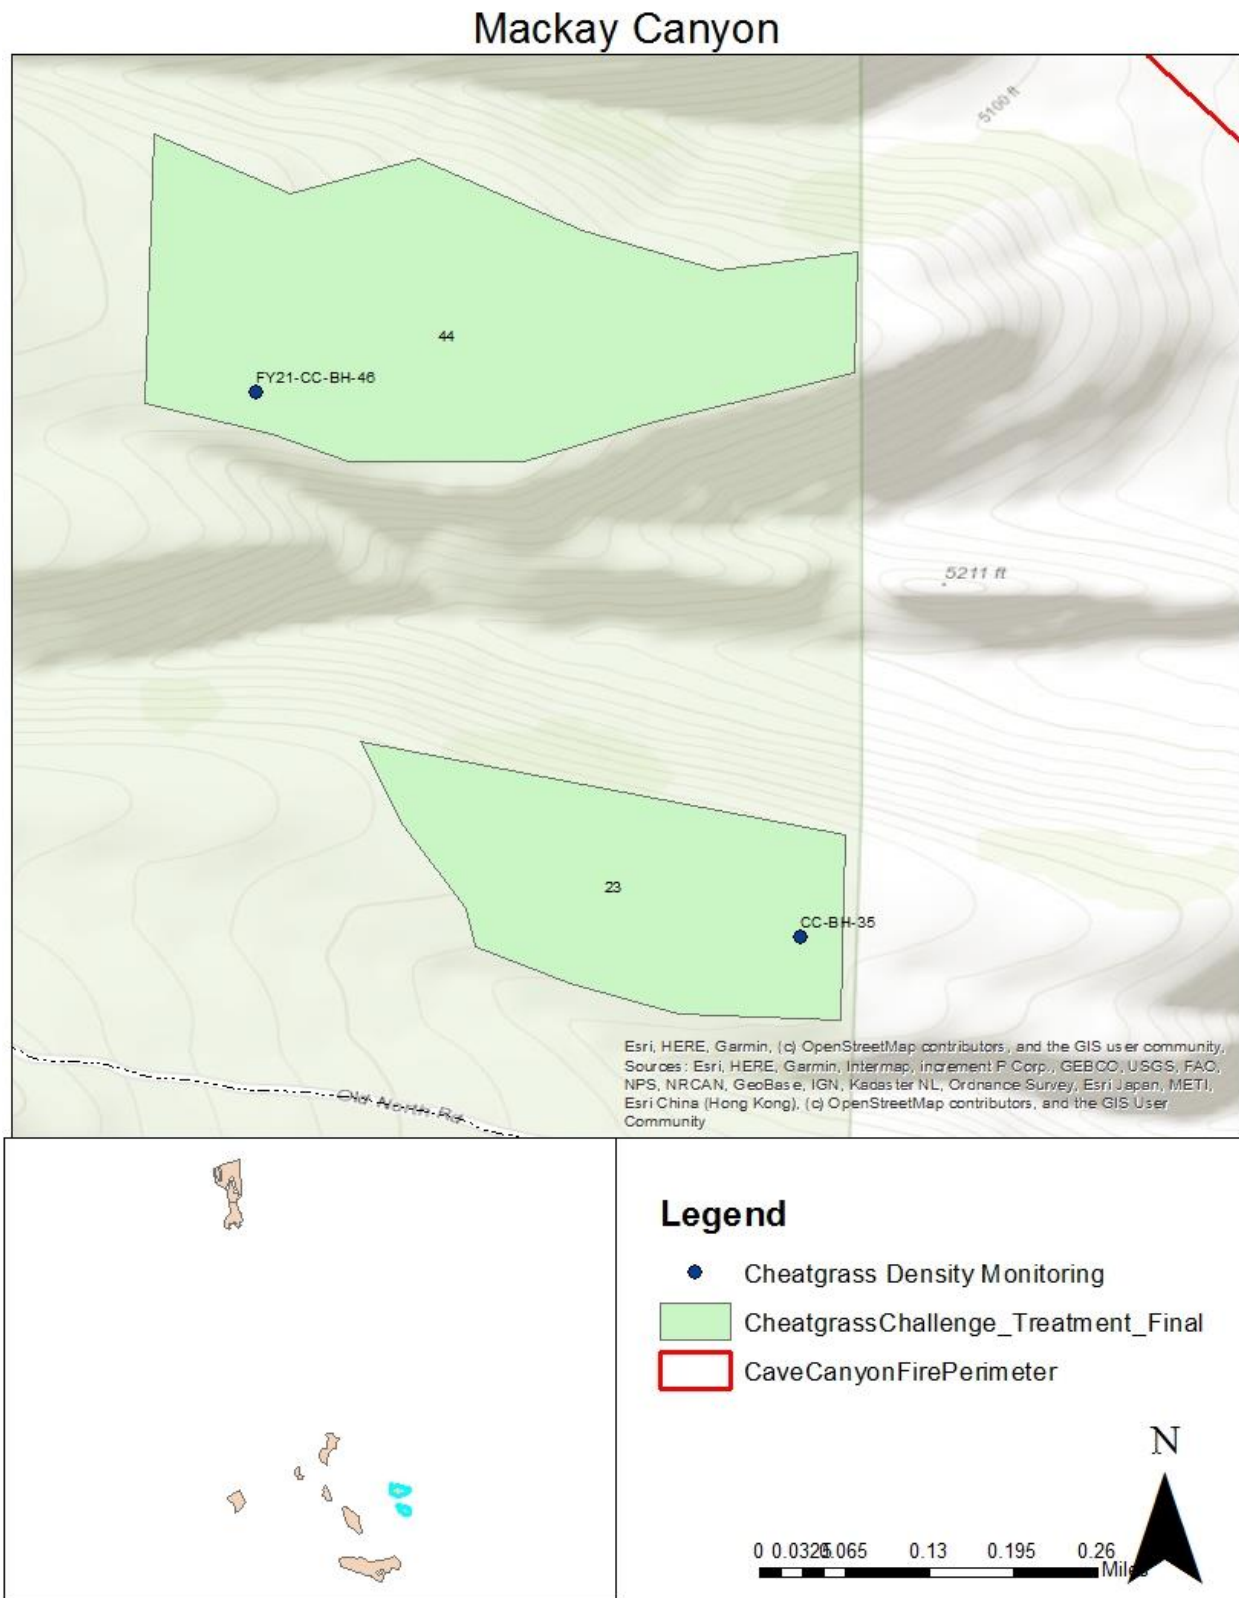 Mackay Canyon
5100 ft
44
FY21-CC-BH-46
5211 ft
23
CC-BH-35
Esri, HERE, Garmin, (c) OpenStreetMap contributors, and the GIS user community,
Sources: Esri, HERE, Garmin, Intermap, increment P Corp., GEBCO, USGS, FAO,
NPS, NRCAN, GeoBase, IGN, Kadaster NL, Ordnance Survey, Esri Japan, METI,
Esri China (Hong Kong), (c) OpenStreetMap contributors, and the GIS User
Community
Old North Rd
Legend
Cheatgrass Density Monitoring
CheatgrassChallenge_Treatment_Final
CaveCanyonFirePerimeter
N
0 0.0325 0.065 0.13 0.195 0.26
Miles